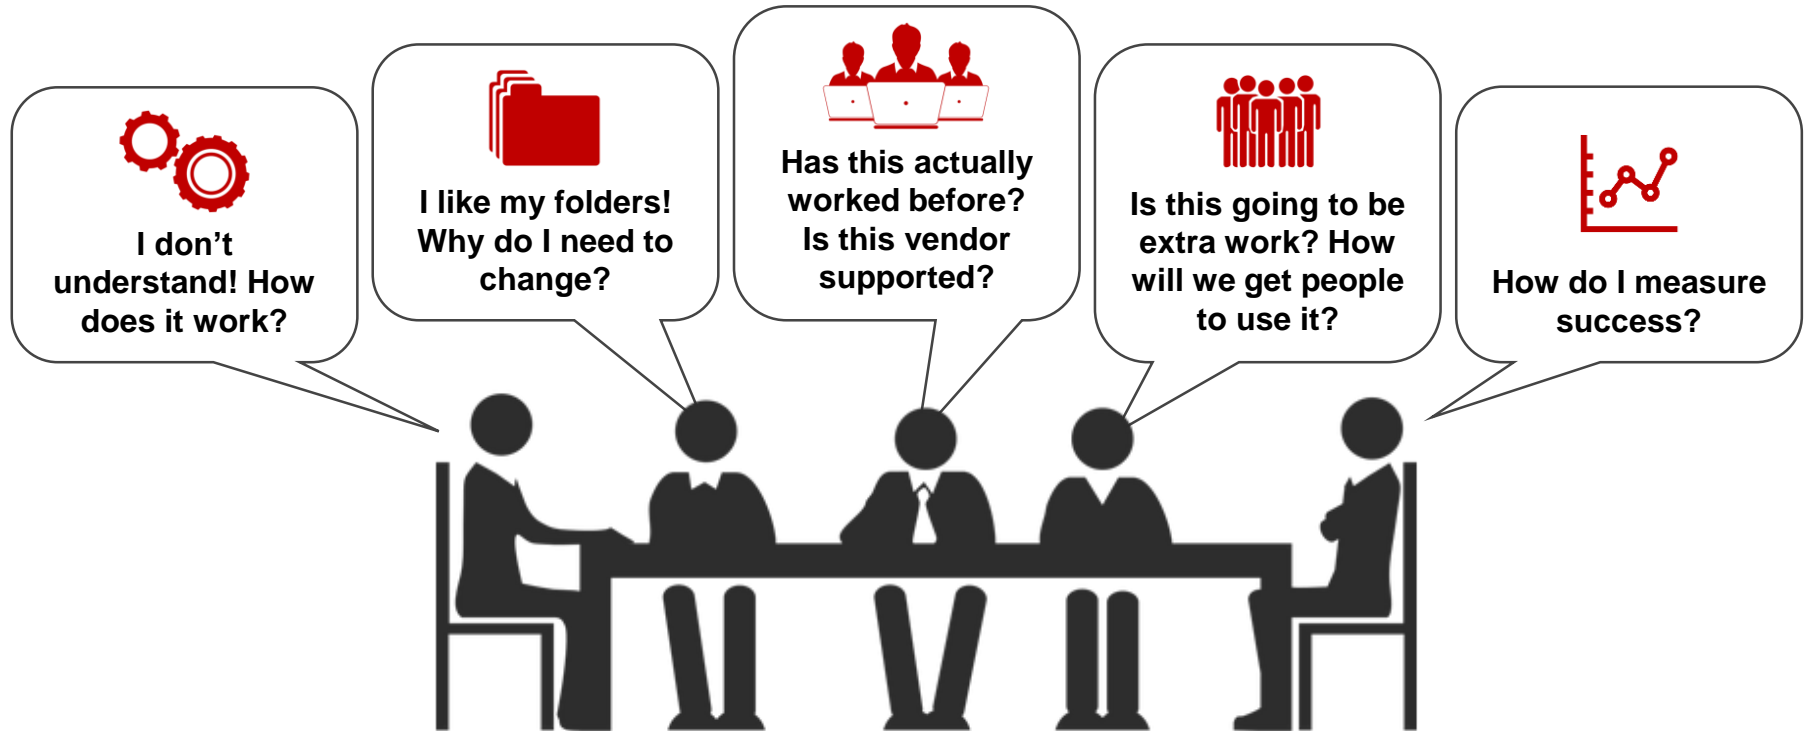 I don’t
understand! How
does it work?
I like my folders!
Why do I need to
change?
Has this actually
worked before?
Is this vendor
supported?
Is this going to be
extra work? How
will we get people
to use it?
How do I measure
success?